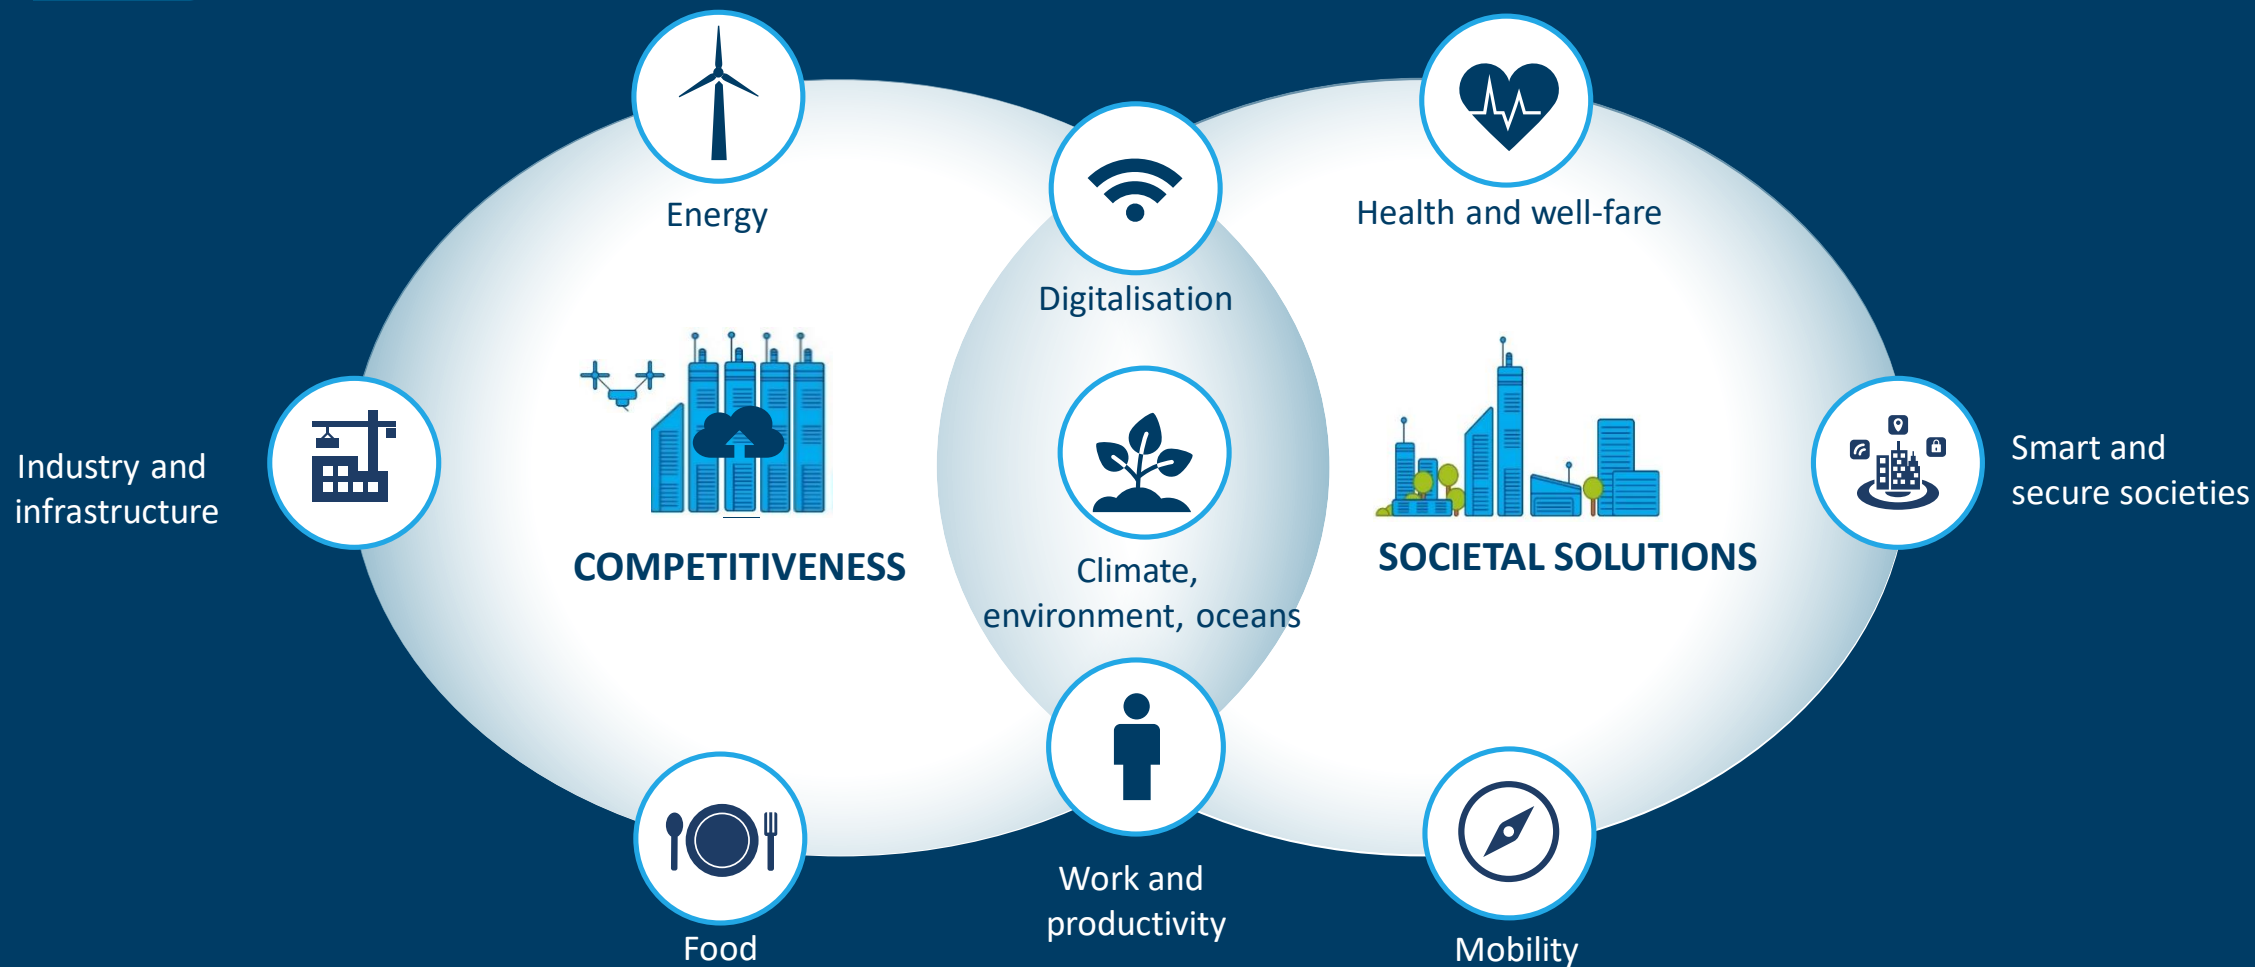 Energy
Health and well-fare
Digitalisation
Industry and
infrastructure
Smart and
secure societies
COMPETITIVENESS
SOCIETAL SOLUTIONS
Climate,
environment, oceans
Work and
productivity
Food
Mobility